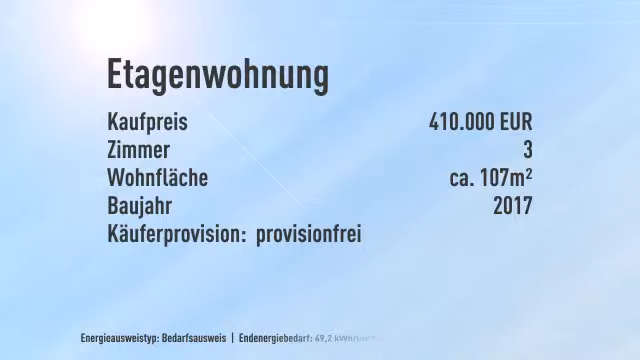 Etagenwohnung
Kaufpreis 410.000 EUR
Zimmer 3
Wohnfläche ca. 107m²
Baujahr 2017
Käuferprovision: provisionfrei
Energieausweistyp: Bedarfsausweis | Endenergiebedarf: 49,2